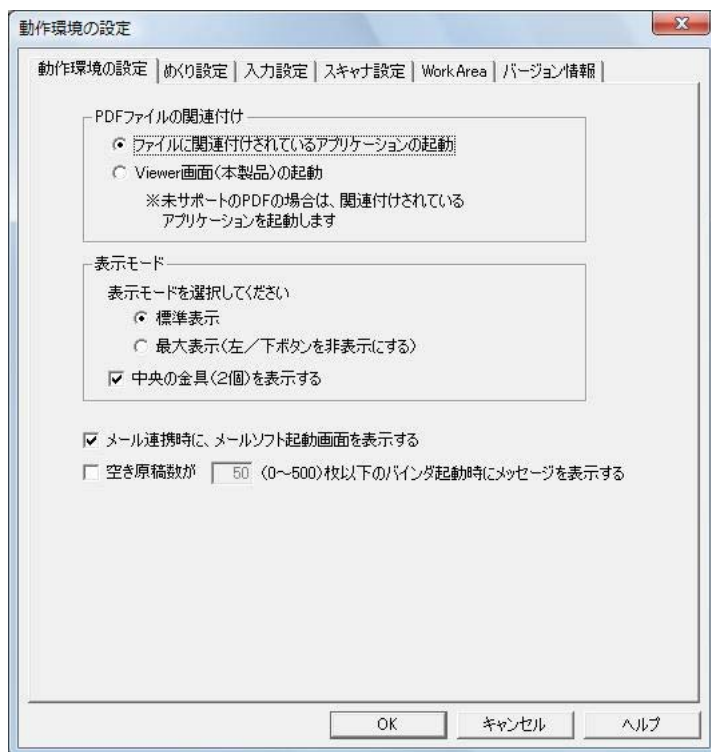 動作環境の設定
動作環境の設定 めくり設定 入力設定 スキャナ設定 WorkArea バージョン情報
PDFファイルの関連付け
ファイルに関連付けされているアプリケーションの起動
Viewer画面(本製品)の起動
※未サポートのPDFの場合は、関連付けされている
アプリケーションを起動します
表示モード
表示モードを選択してください
標準表示
最大表示(左／下ボタンを非表示にする)
中央の金具(2個)を表示する
メール連携時に、メールソフト起動画面を表示する
空き原稿数が 50 (0～500)枚以下のバインダ起動時にメッセージを表示する
OK キャンセル ヘルプ